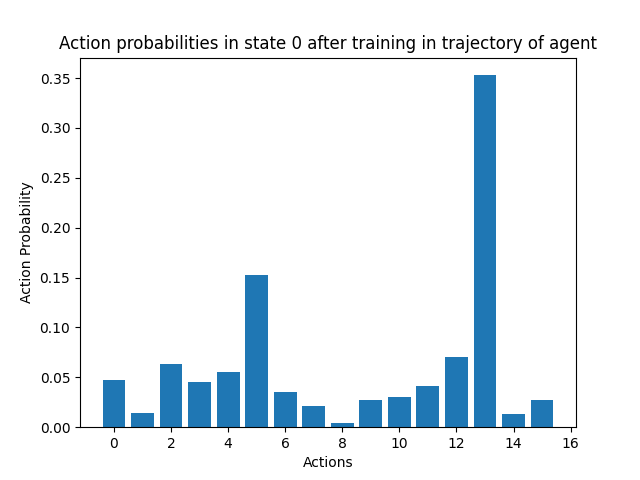 Action probabilities in state 0 after training in trajectory of agent
0.35
0.30
0.25
0.20
0.15
0.10
0.05
0.00
Action Probability
0 2 4 6 8 10 12 14 16
Actions